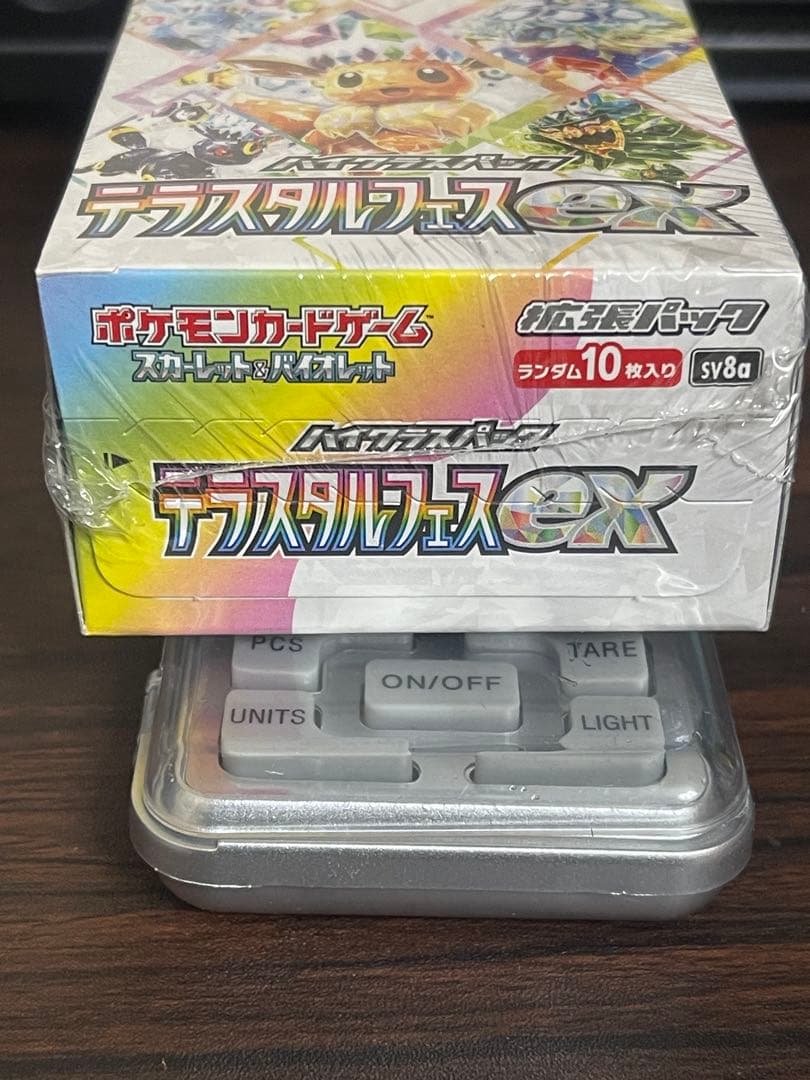 ハイクラスパック
テラスタルフェスex
ポケモンカードゲーム™
スカーレット&バイオレット
拡張パック
ランダム10枚入り
SV8a
ハイクラスパック
テラスタルフェスex
PCS
TARE
ON/OFF
UNITS
LIGHT